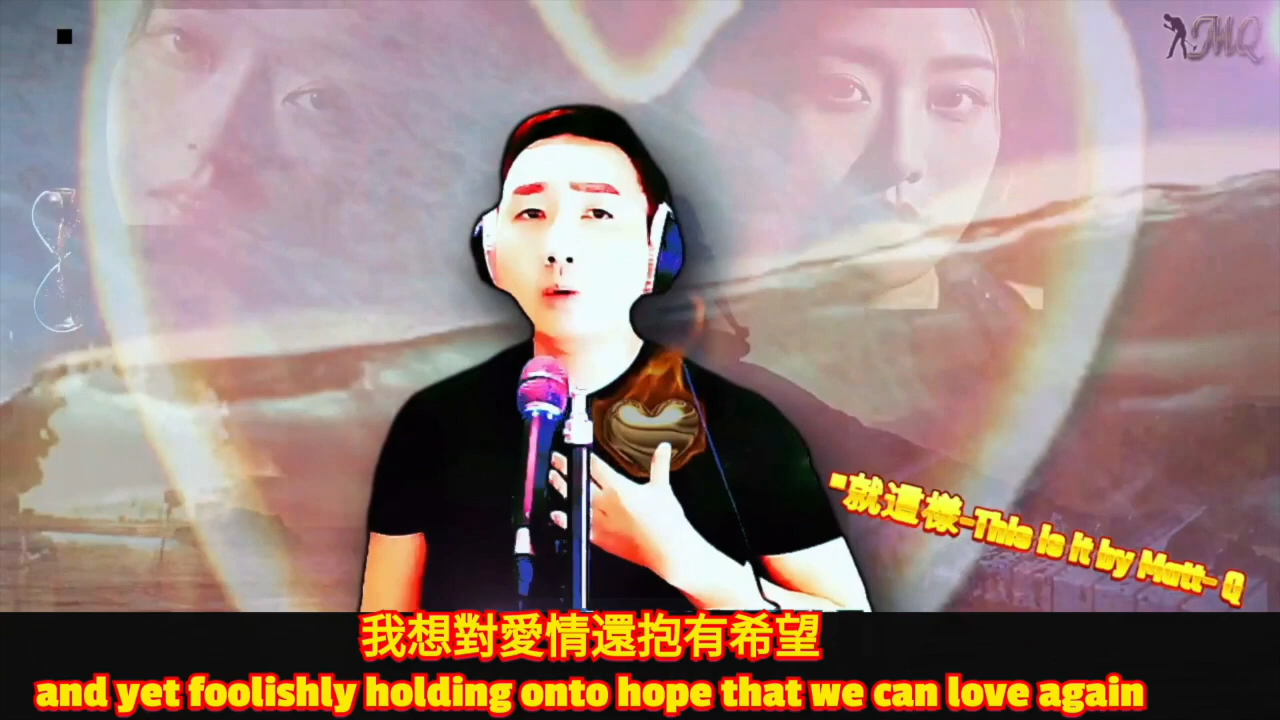 MQ
"就這樣-This is it by Matt- Q
我想對愛情還抱有希望
and yet foolishly holding onto hope that we can love again